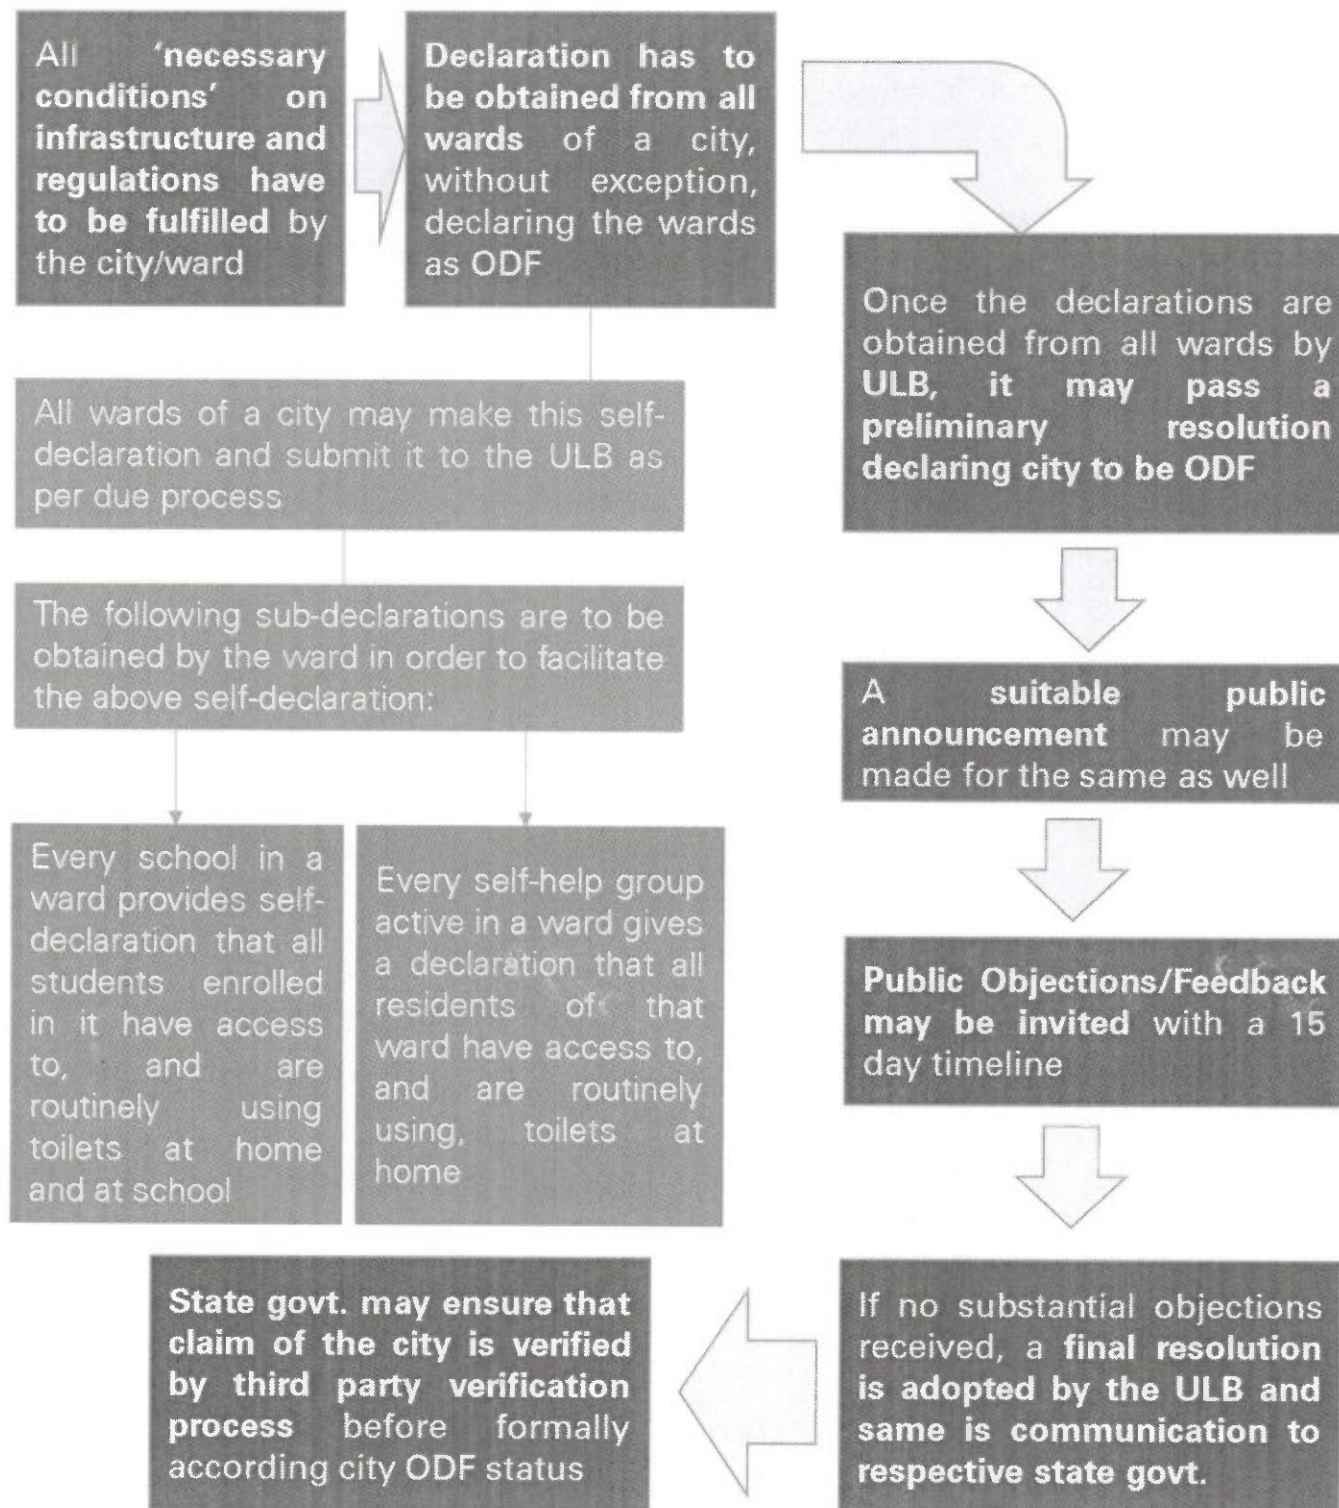 All 'necessary
conditions' on
infrastructure and
regulations have
to be fulfilled by
the city/ward
Declaration has to
be obtained from all
wards of a city,
without exception,
declaring the wards
as ODF
All wards of a city may make this self-
declaration and submit it to the ULB as
per due process
The following sub-declarations are to be
obtained by the ward in order to facilitate
the above self-declaration:
Every school in a
ward provides self-
declaration that all
students enrolled
in it have access
to, and are
routinely using
toilets at home
and at school
Every self-help group
active in a ward gives
a declaration that all
residents of that
ward have access to,
and are routinely
using, toilets at
home
Once the declarations are
obtained from all wards by
ULB, it may pass a
preliminary resolution
declaring city to be ODF
A suitable public
announcement may be
made for the same as well
Public Objections/Feedback
may be invited with a 15
day timeline
If no substantial objections
received, a final resolution
is adopted by the ULB and
same is communication to
respective state govt.
State govt. may ensure that
claim of the city is verified
by third party verification
process before formally
according city ODF status